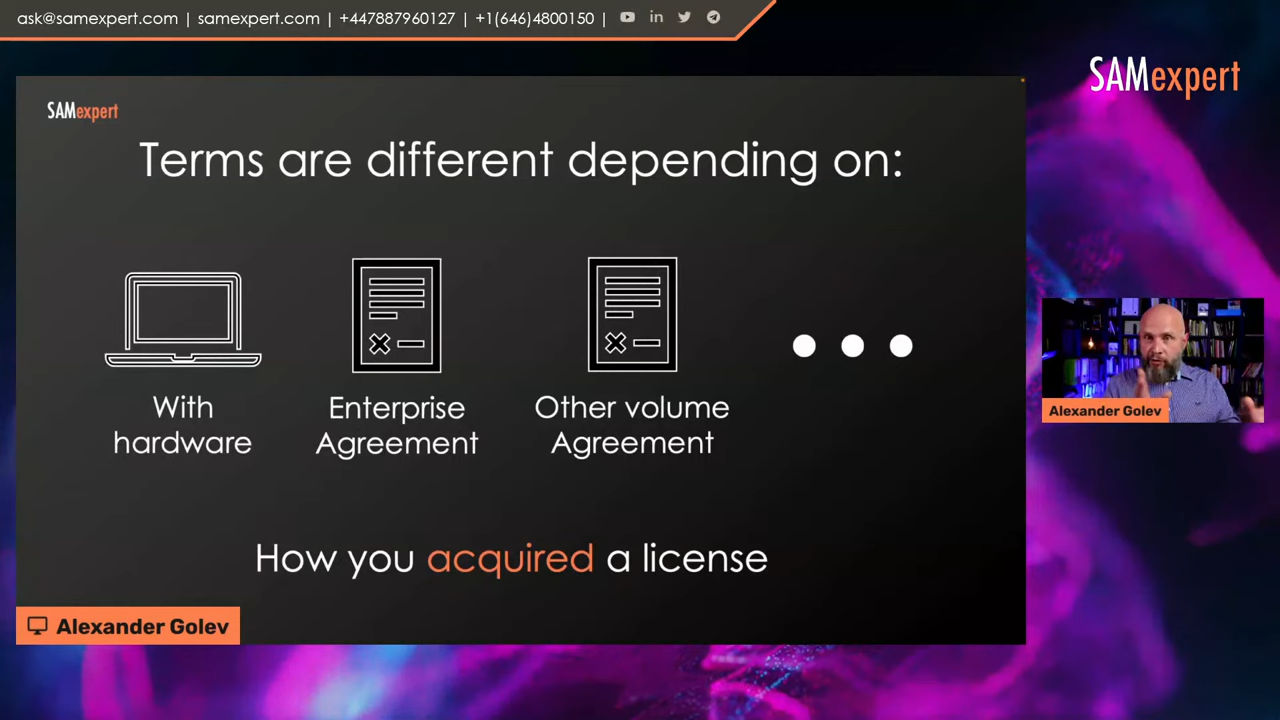 ask@samexpert.com | samexpert.com | +447887960127 | +1(646)4800150 |
SAMexpert
SAMexpert
Terms are different depending on:
With
hardware
Enterprise
Agreement
Other volume
Agreement
How you acquired a license
Alexander Golev
Alexander Golev